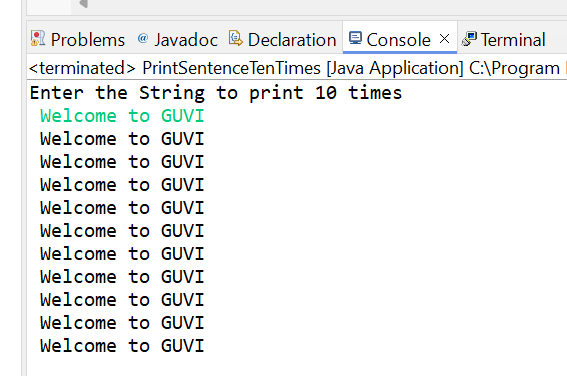 Problems Javadoc Declaration Console Terminal
<terminated> PrintSentenceTenTimes [Java Application] C:\Program
Enter the String to print 10 times
Welcome to GUVI
Welcome to GUVI
Welcome to GUVI
Welcome to GUVI
Welcome to GUVI
Welcome to GUVI
Welcome to GUVI
Welcome to GUVI
Welcome to GUVI
Welcome to GUVI
Welcome to GUVI